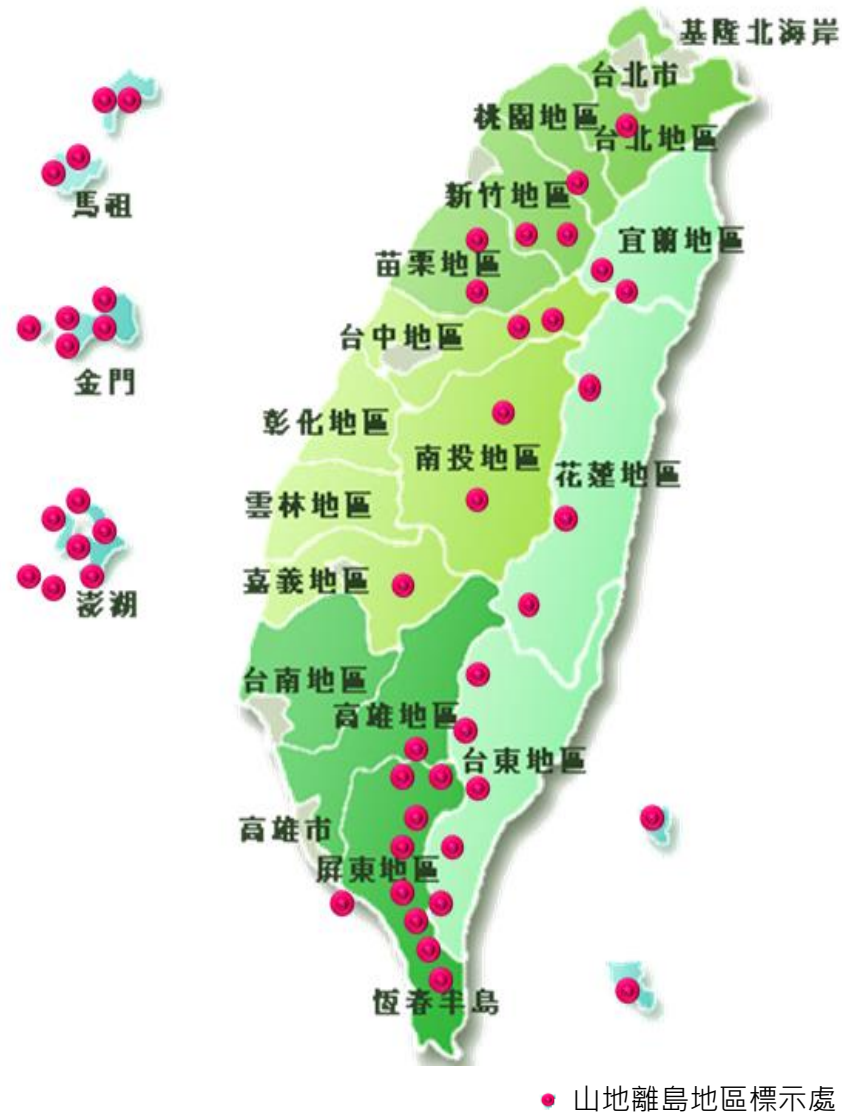 基隆北海岸
台北市
桃園地區
台北地區
新竹地區
馬祖
宜蘭地區
苗栗地區
台中地區
金門
彰化地區
南投地區
花蓮地區
雲林地區
嘉義地區
澎湖
台南地區
高雄地區
台東地區
高雄市
屏東地區
恆春半島
山地離島地區標示處